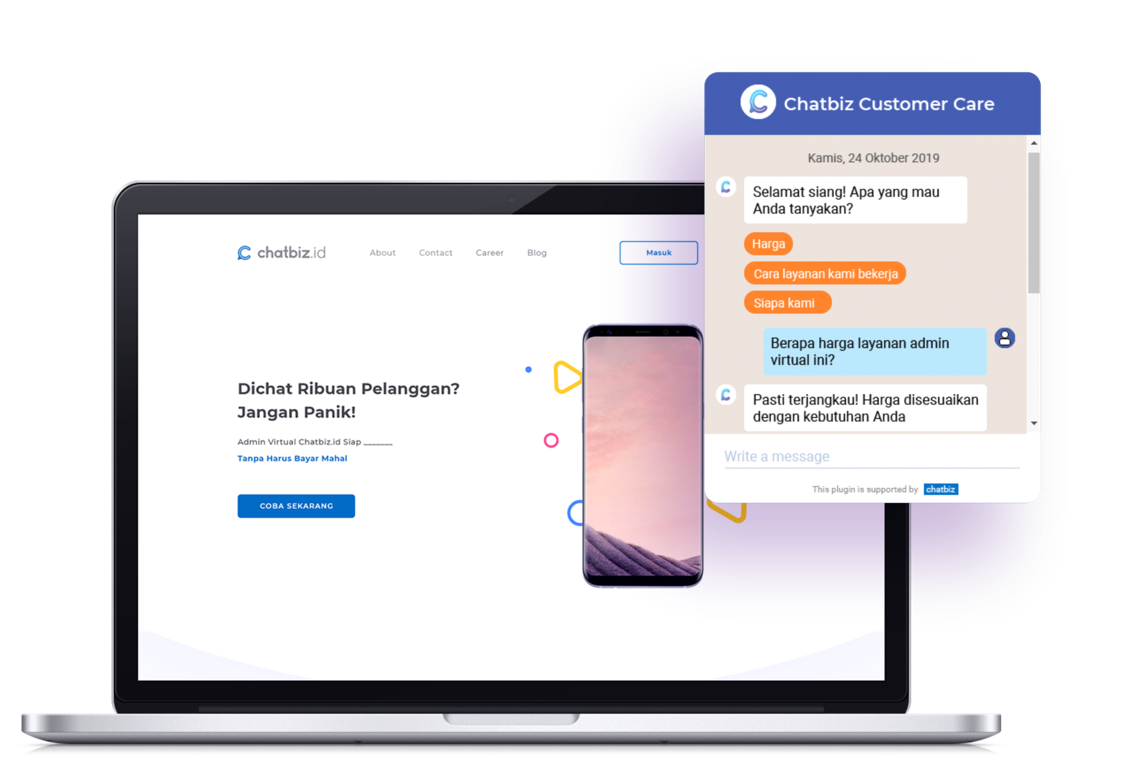 Chatbiz Customer Care
Kamis, 24 Oktober 2019
Selamat siang! Apa yang mau
Anda tanyakan?
Harga
Cara layanan kami bekerja
Siapa kami
Berapa harga layanan admin
virtual ini?
Pasti terjangkau! Harga disesuaikan
dengan kebutuhan Anda
Write a message
This plugin is supported by chatbiz
chatbiz.id About Contact Career Blog Masuk
Dichat Ribuan Pelanggan?
Jangan Panik!
Admin Virtual Chatbiz.id Siap _______
Tanpa Harus Bayar Mahal
COBA SEKARANG